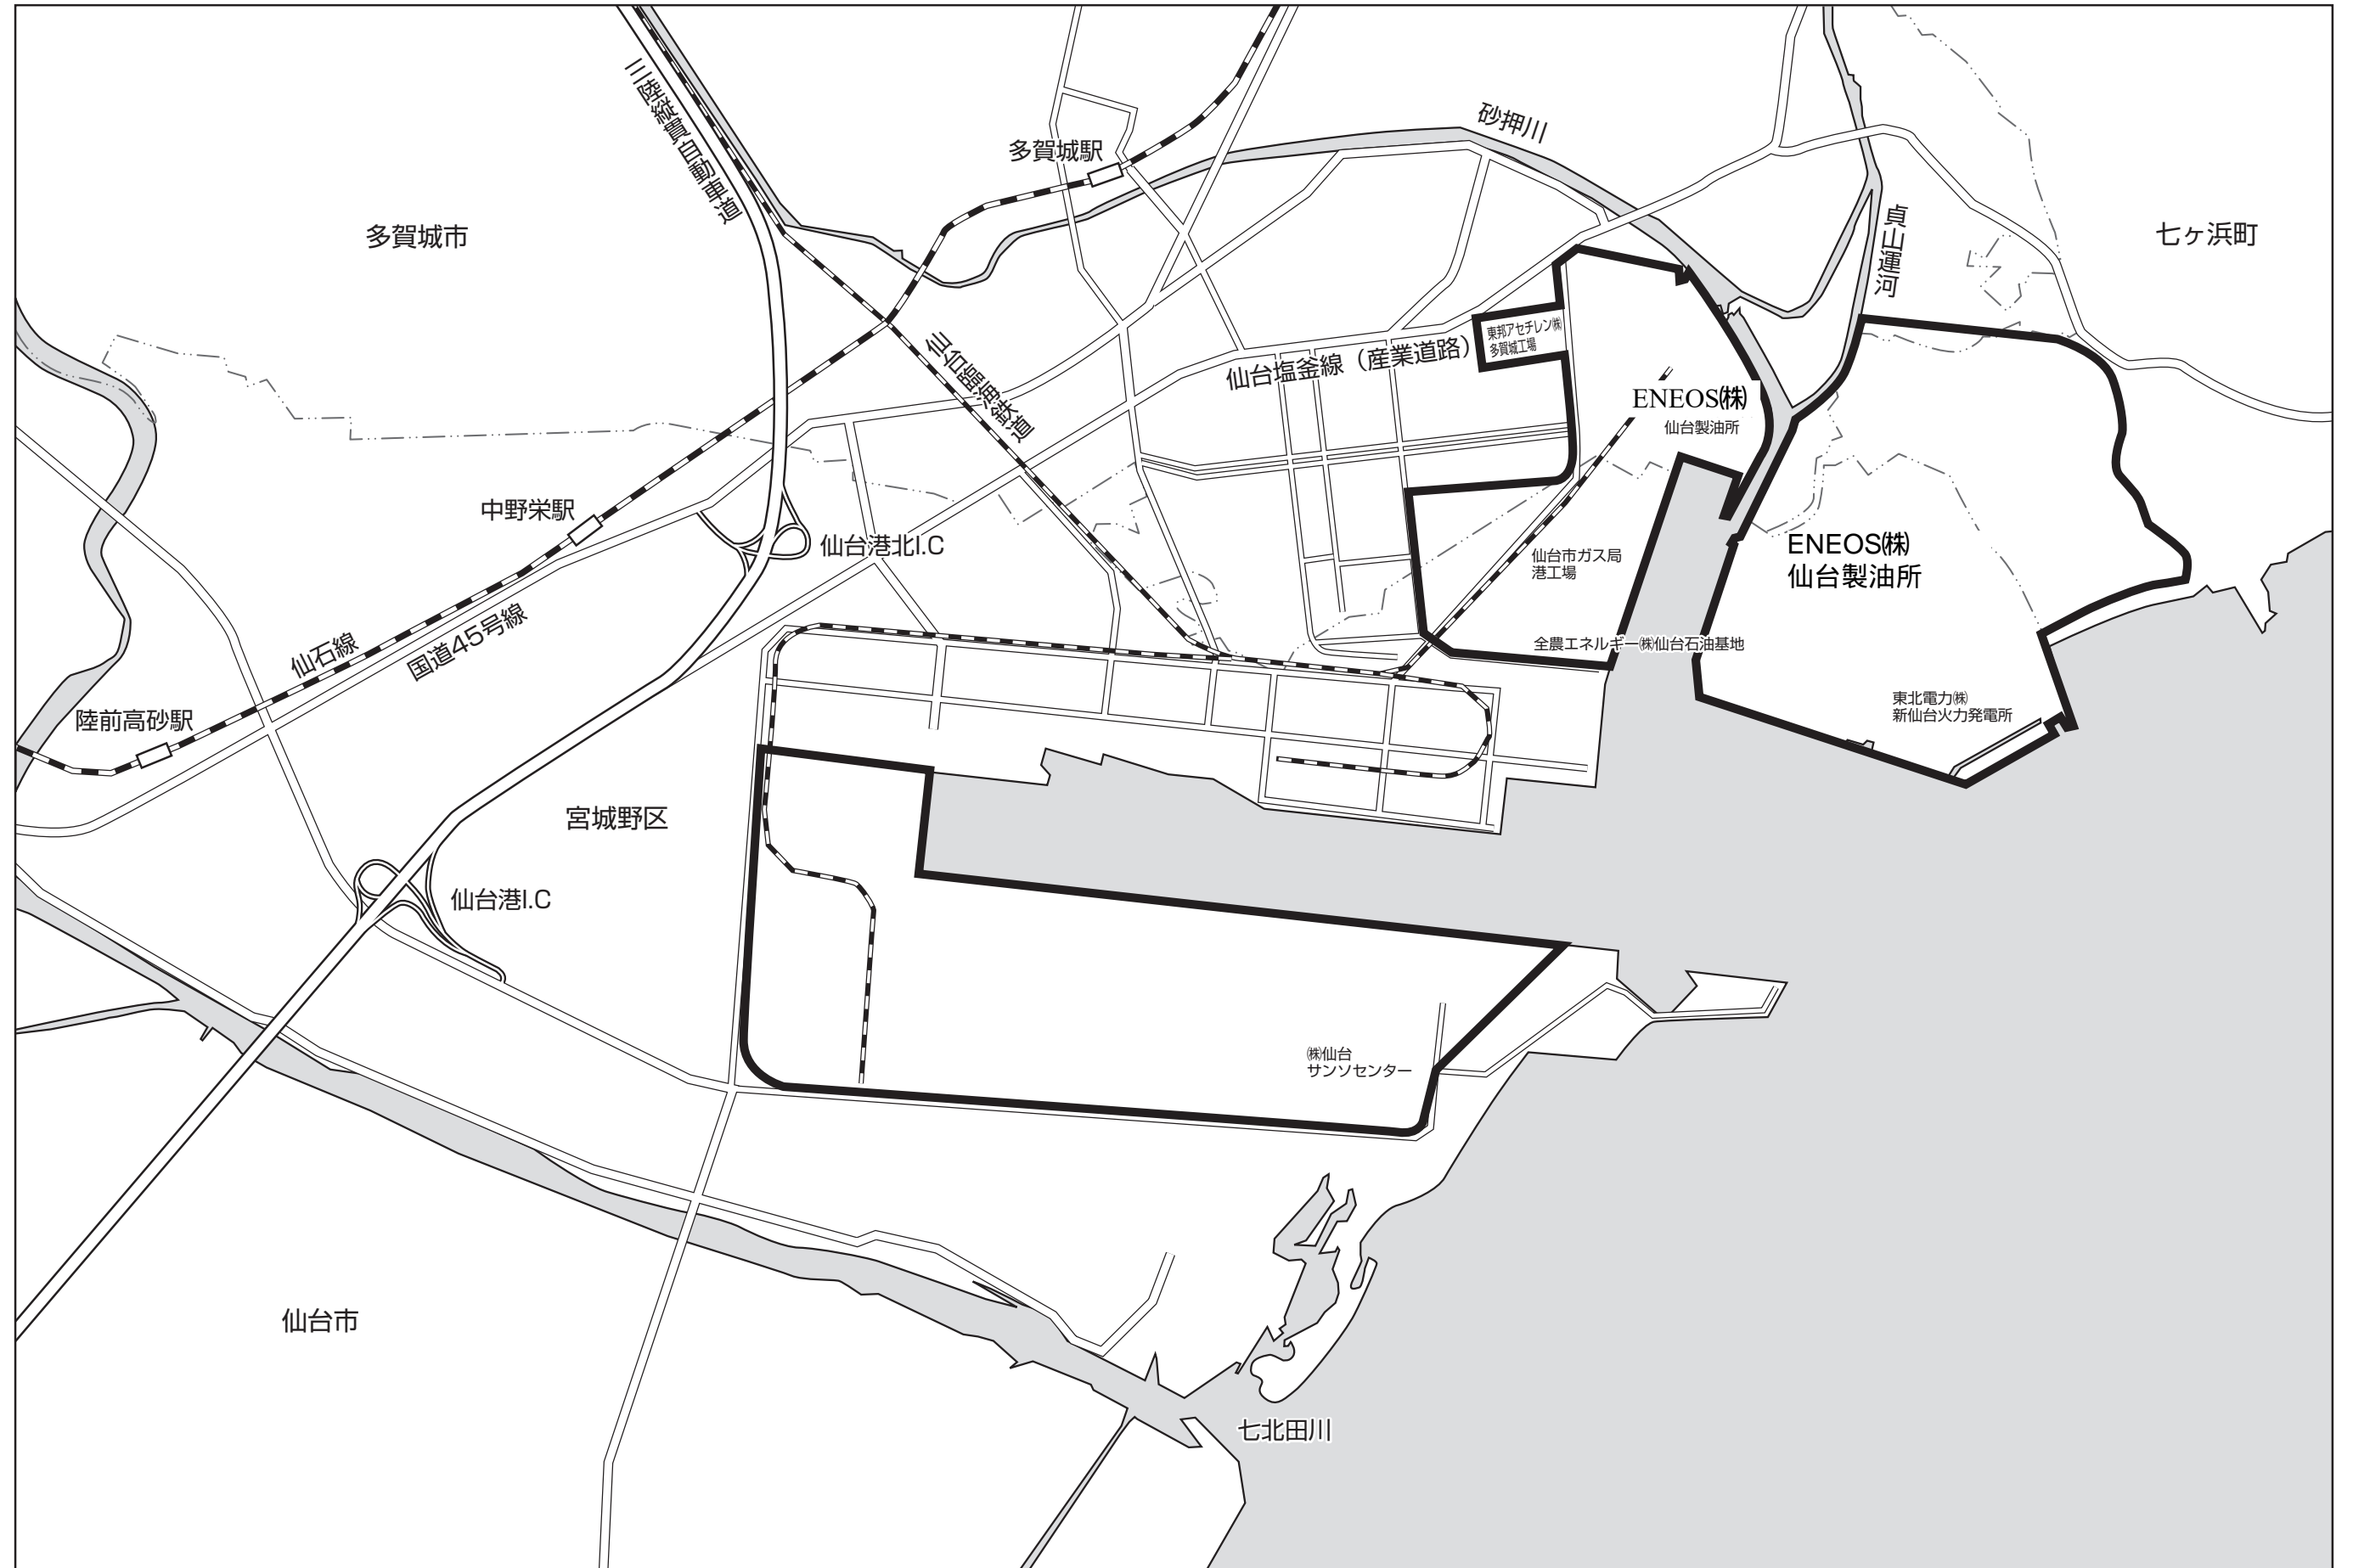 三陸縦貫自動車道
多賀城駅
砂押川
多賀城市
貞山運河
七ヶ浜町
仙台臨海鉄道
仙台塩釜線（産業道路）
東邦アセチレン㈱
多賀城工場
ENEOS㈱
仙台製油所
中野栄駅
仙台港北I.C
仙台市ガス局
港工場
ENEOS㈱
仙台製油所
仙石線
国道45号線
全農エネルギー㈱仙台石油基地
陸前高砂駅
東北電力㈱
新仙台火力発電所
宮城野区
仙台港I.C
㈱仙台
サンソセンター
仙台市
七北田川